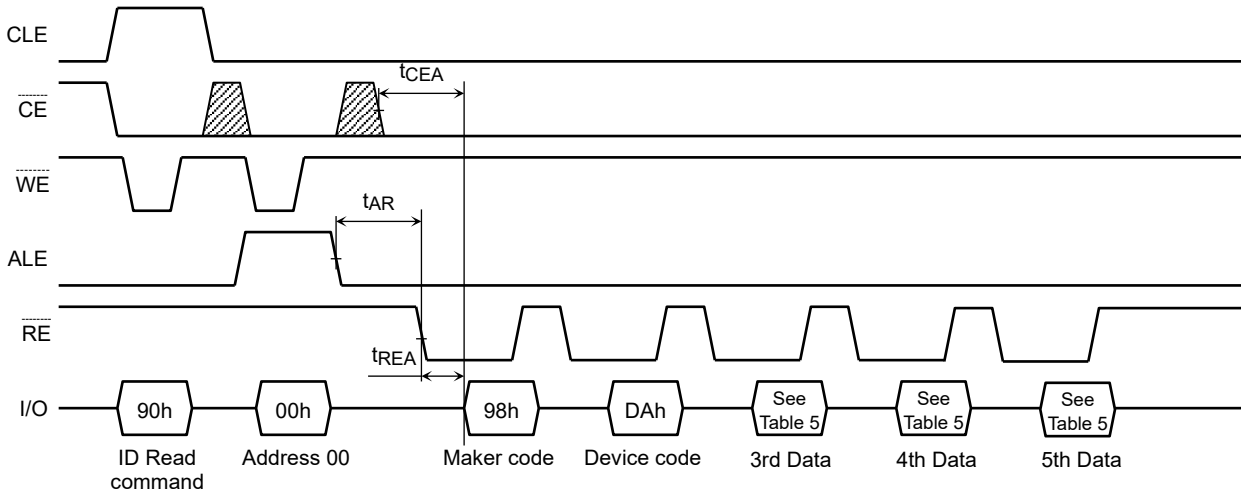 CLE
tCEA
CE
WE
tAR
ALE
RE
tREA
I/O
90h
00h
98h
DAh
See
Table 5
See
Table 5
See
Table 5
ID Read
command
Address 00
Maker code
Device code
3rd Data
4th Data
5th Data